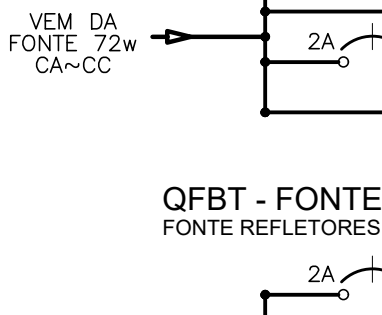 VEM DA
FONTE 72w
CA~CC
2A
QFBT - FONTE
FONTE REFLETORES
2A